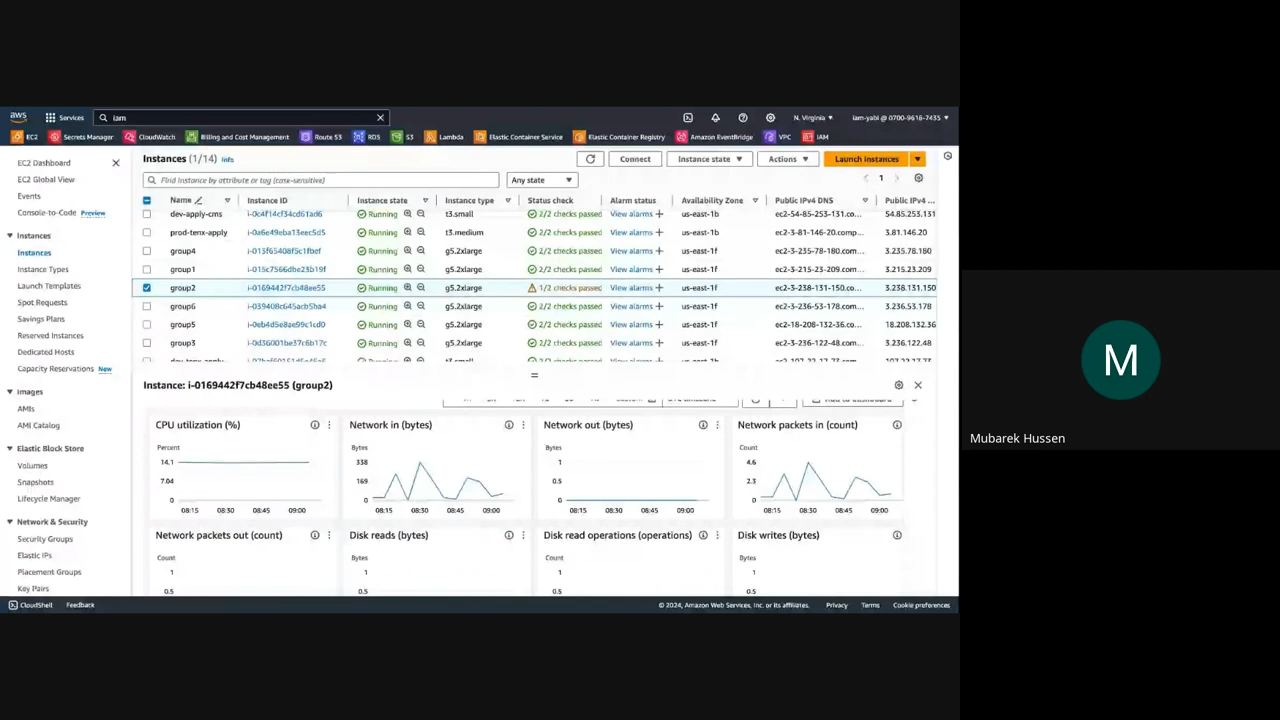 aws
Services
iam
N. Virginia
iam-yabi @ 0700-9616-7435
EC2
Secrets Manager
CloudWatch
Billing and Cost Management
Route 53
RDS
S3
Lambda
Elastic Container Service
Elastic Container Registry
Amazon EventBridge
VPC
IAM
EC2 Dashboard
EC2 Global View
Events
Console-to-Code Preview
Instances
Instances
Instance Types
Launch Templates
Spot Requests
Savings Plans
Reserved Instances
Dedicated Hosts
Capacity Reservations New
Images
AMIs
AMI Catalog
Elastic Block Store
Volumes
Snapshots
Lifecycle Manager
Network & Security
Security Groups
Elastic IPs
Placement Groups
Key Pairs
Instances (1/14) Info
Connect
Instance state
Actions
Launch instances
Find Instance by attribute or tag (case-sensitive)
Any state
1
Name Instance ID Instance state Instance type Status check Alarm status Availability Zone Public IPv4 DNS Public IPv4 ...
dev-apply-cms Running t3.small 2/2 checks passed View alarms us-east-1b ec2-54-85-253-131.co... 54.85.253.131
prod-tenx-apply i-0a6e49eba13eec5d5 Running t3.medium 2/2 checks passed View alarms us-east-1b ec2-3-81-146-20.comp... 3.81.146.20
group4 i-013f65408f5c1fbef Running g5.2xlarge 2/2 checks passed View alarms us-east-1f ec2-3-235-78-180.com... 3.235.78.180
group1 i-015c7566dbe23b19f Running g5.2xlarge 2/2 checks passed View alarms us-east-1f ec2-3-215-23-209.com... 3.215.23.209
group2 i-0169442f7cb48ee55 Running g5.2xlarge 1/2 checks passed View alarms us-east-1f ec2-3-238-131-150.co... 3.238.131.150
group6 i-039408c645acb5ha4 Running g5.2xlarge 2/2 checks passed View alarms us-east-1f ec2-3-236-53-178.com... 3.236.53.178
group5 i-0eb4d5e8ae99c1cd0 Running g5.2xlarge 2/2 checks passed View alarms us-east-1f ec2-18-208-132-36.co... 18.208.132.36
group3 i-0d36001be37c6b17c Running g5.2xlarge 2/2 checks passed View alarms us-east-1f ec2-3-236-122-48.com... 3.236.122.48
Instance: i-0169442f7cb48ee55 (group2)
CPU utilization (%)
Percent
14.1
7.04
0
08:15 08:30 08:45 09:00
Network in (bytes)
Bytes
338
169
0
08:15 08:30 08:45 09:00
Network out (bytes)
Bytes
1
0.5
0
08:15 08:30 08:45 09:00
Network packets in (count)
Count
4.6
2.3
0
08:15 08:30 08:45 09:00
Network packets out (count)
Count
1
0.5
Disk reads (bytes)
Bytes
1
0.5
Disk read operations (operations)
Count
1
0.5
Disk writes (bytes)
Bytes
1
0.5
CloudShell
Feedback
© 2024, Amazon Web Services, Inc. or its affiliates.
Privacy
Terms
Cookie preferences
M
Mubarek Hussen